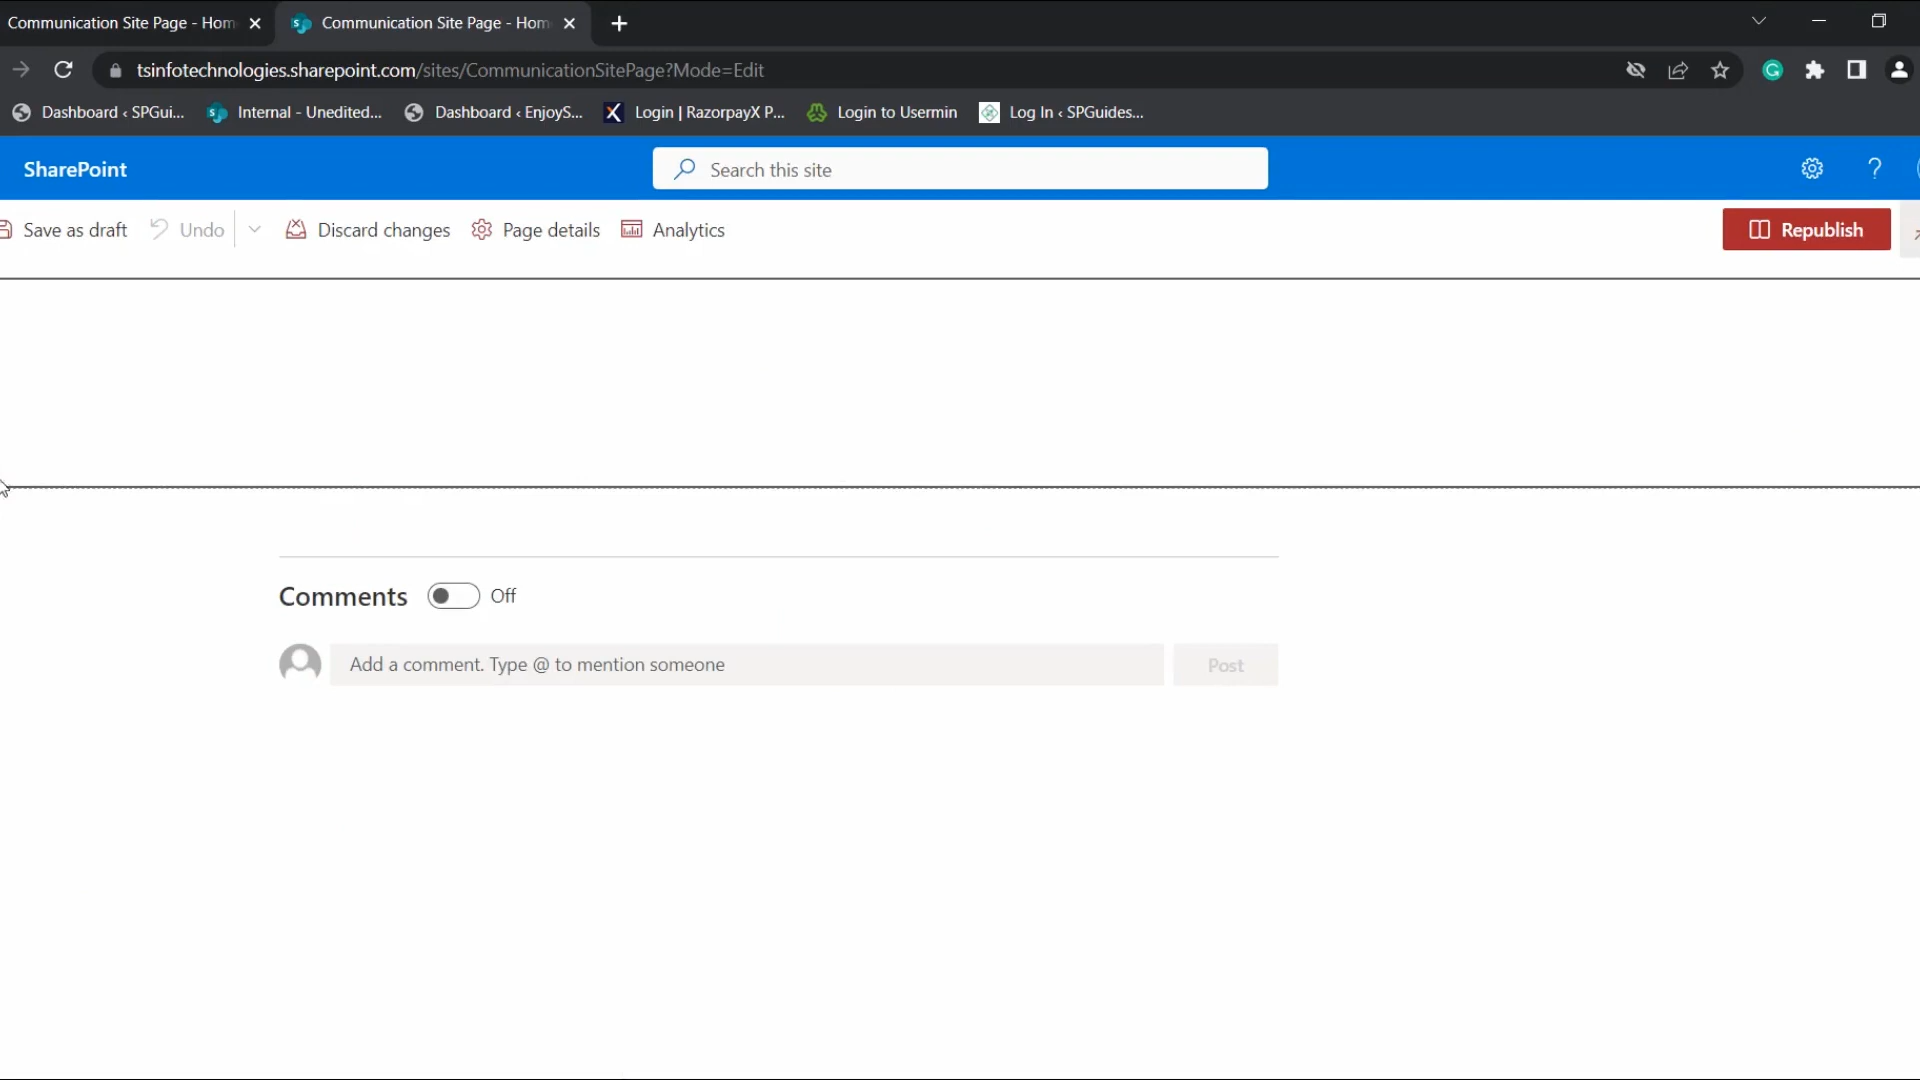 Communication Site Page - Hom
Communication Site Page - Hom
tsinfotechnologies.sharepoint.com/sites/CommunicationSitePage?Mode=Edit
Dashboard ‹ SPGui... Internal - Unedited... Dashboard ‹ EnjoyS... Login | RazorpayX P... Login to Usermin Log In ‹ SPGuides...
SharePoint
Search this site
Save as draft Undo Discard changes Page details Analytics
Republish
Comments Off
Add a comment. Type @ to mention someone
Post